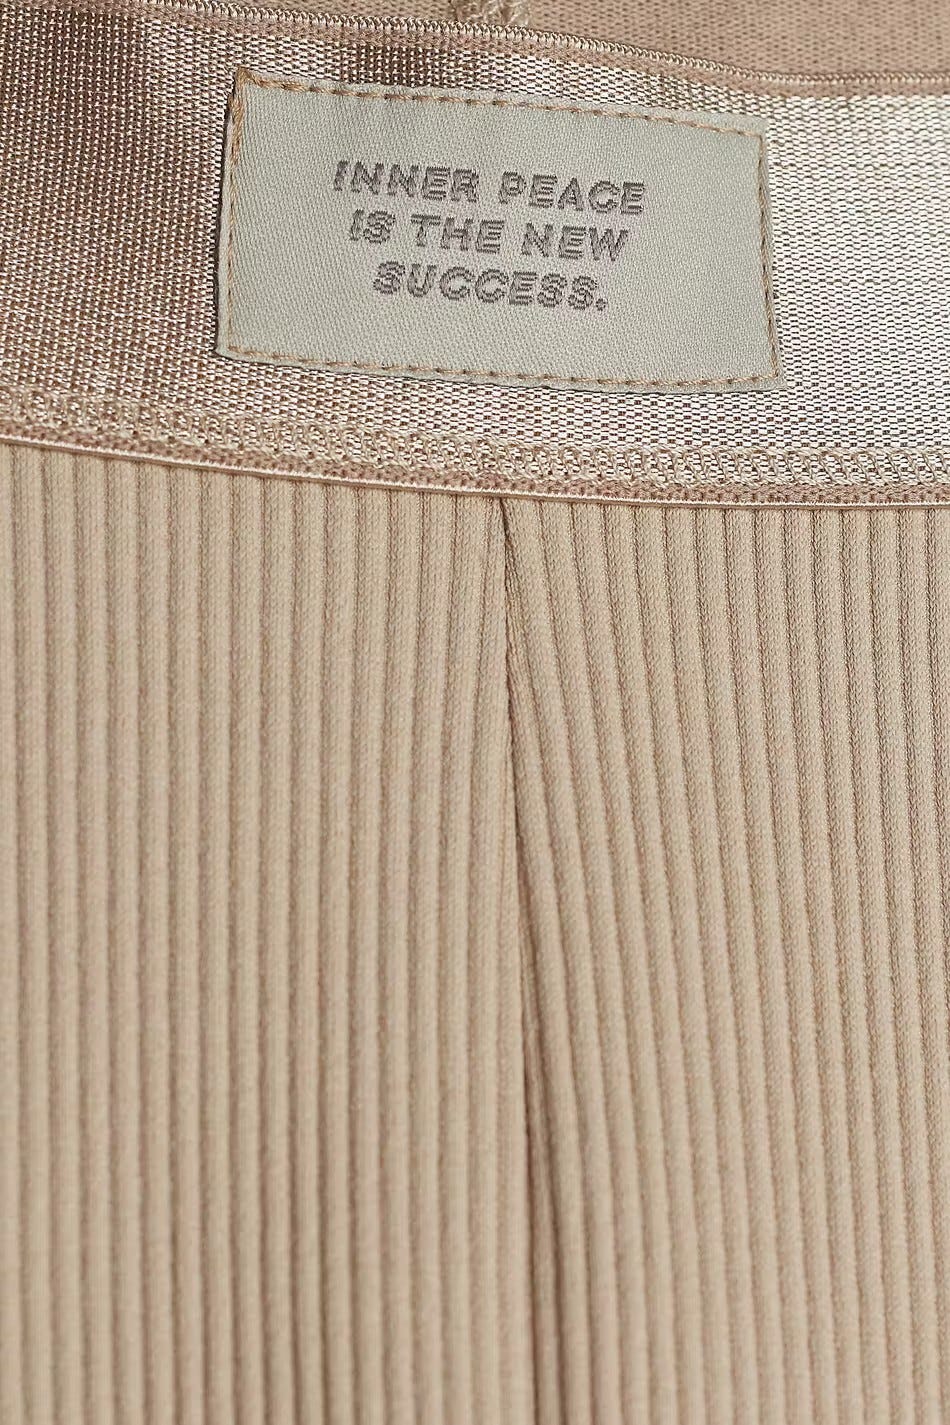 INNER PEACE
IS THE NEW
SUCCESS.